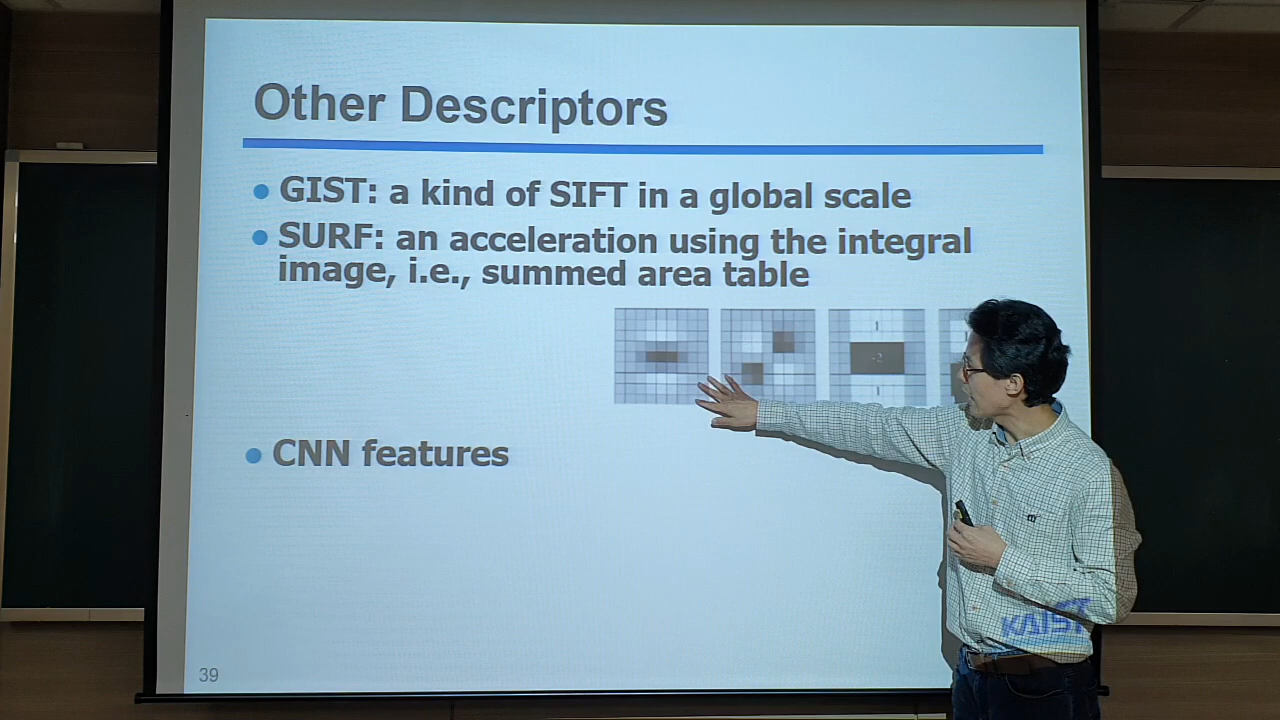 Other Descriptors
• GIST: a kind of SIFT in a global scale
• SURF: an acceleration using the integral
image, i.e., summed area table
-2
• CNN features
KAIST
39